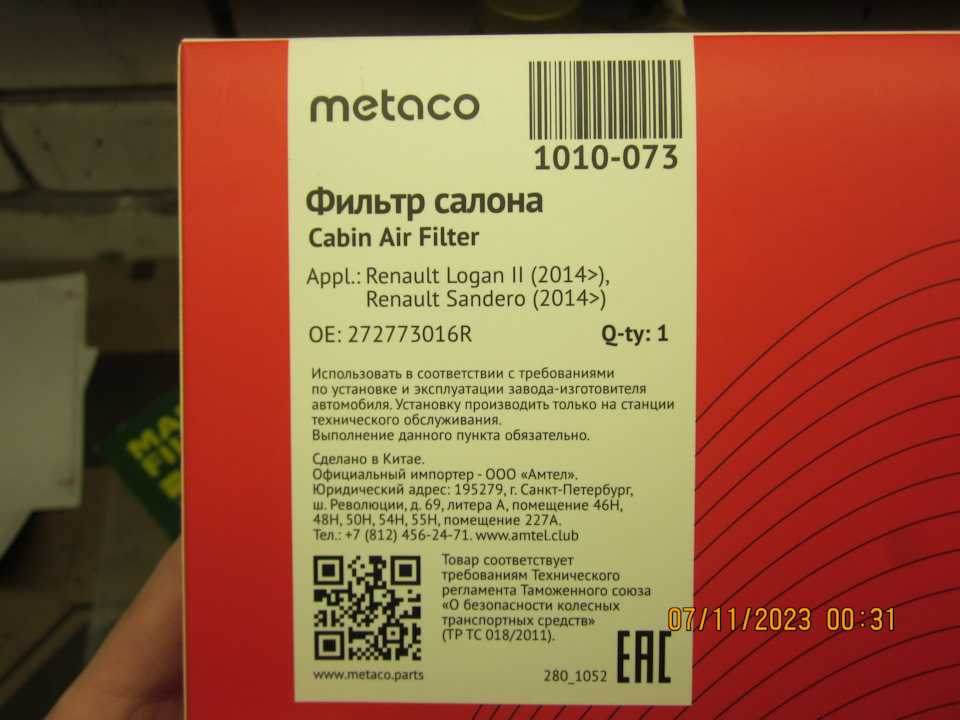 metaco
1010-073
Фильтр салона
Cabin Air Filter
Appl.: Renault Logan II (2014>),
Renault Sandero (2014>)
OE: 272773016R
Q-ty: 1
Использовать в соответствии с требованиями
по установке и эксплуатации завода-изготовителя
автомобиля. Установку производить только на станции
технического обслуживания.
Выполнение данного пункта обязательно.
Сделано в Китае.
Официальный импортер - ООО «Амтел».
Юридический адрес: 195279, г. Санкт-Петербург,
ш. Революции, д. 69, литера А, помещение 46Н,
48Н, 50Н, 54Н, 55Н, помещение 227А.
Тел.: +7 (812) 456-24-71. www.amtel.club
Товар соответствует
требованиям Технического
регламента Таможенного союза
«О безопасности колесных
транспортных средств»
(ТР ТС 018/2011).
www.metaco.parts
280_1052
EAC
07/11/2023 00:31